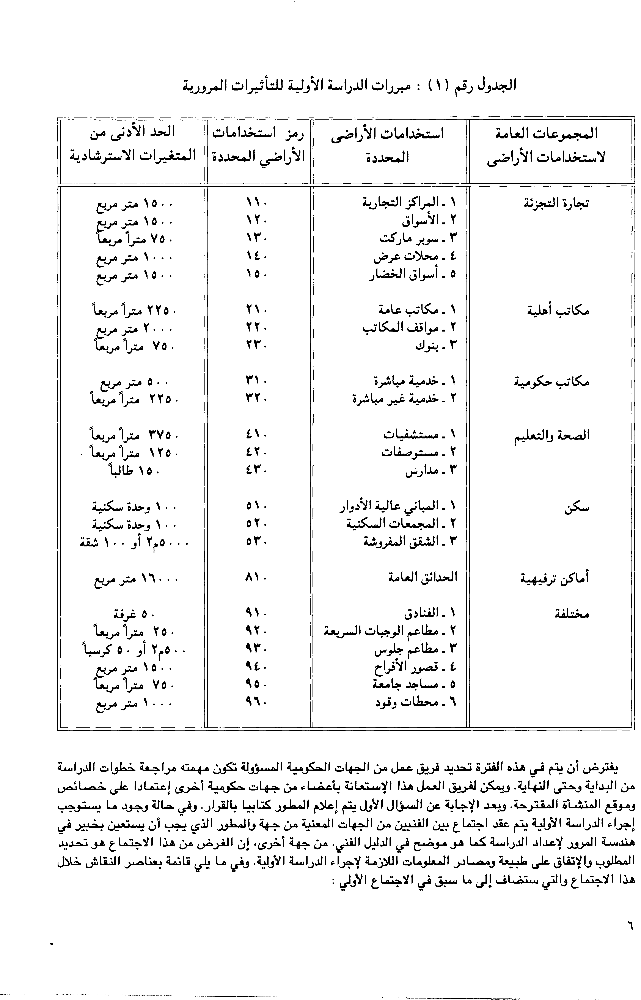 الجدول رقم (١) : مبررات الدراسة الأولية للتأثيرات المرورية
المجموعات العامة لاستخدامات الأراضى | استخدامات الأراضى المحددة | رمز استخدامات الأراضي المحددة | الحد الأدنى من المتغيرات الاسترشادية
تجارة التجزئة | ١ ـ المراكز التجارية | ١١٠ | ١٥٠٠ متر مربع
٢ ـ الأسواق | ١٢٠ | ١٥٠٠ متر مربع
٣ ـ سوبر ماركت | ١٣٠ | ٧٥٠ متراً مربعاً
٤ ـ محلات عرض | ١٤٠ | ١٠٠٠ متر مربع
٥ ـ أسواق الخضار | ١٥٠ | ١٥٠٠ متر مربع
مكاتب أهلية | ١ ـ مكاتب عامة | ٢١٠ | ٢٢٥٠ متراً مربعاً
٢ ـ مواقف المكاتب | ٢٢٠ | ٢٠٠٠ متر مربع
٣ ـ بنوك | ٢٣٠ | ٧٥٠ متراً مربعاً
مكاتب حكومية | ١ ـ خدمية مباشرة | ٣١٠ | ٥٠٠ متر مربع
٢ ـ خدمية غير مباشرة | ٣٢٠ | ٢٢٥٠ متراً مربعاً
الصحة والتعليم | ١ ـ مستشفيات | ٤١٠ | ٣٧٥٠ متراً مربعاً
٢ ـ مستوصفات | ٤٢٠ | ١٢٥٠ متراً مربعاً
٣ ـ مدارس | ٤٣٠ | ١٥٠ طالباً
سكن | ١ ـ المباني عالية الأدوار | ٥١٠ | ١٠٠ وحدة سكنية
٢ ـ المجمعات السكنية | ٥٢٠ | ١٠٠ وحدة سكنية
٣ ـ الشقق المفروشة | ٥٣٠ | ٥٠٠٠م٢ أو ١٠٠ شقة
أماكن ترفيهية | الحدائق العامة | ٨١٠ | ١٦٠٠٠ متر مربع
مختلفة | ١ ـ الفنادق | ٩١٠ | ٥٠ غرفة
٢ ـ مطاعم الوجبات السريعة | ٩٢٠ | ٢٥٠ متراً مربعاً
٣ ـ مطاعم جلوس | ٩٣٠ | ٥٠٠م٢ أو ٥٠ كرسياً
٤ ـ قصور الأفراح | ٩٤٠ | ١٥٠٠ متر مربع
٥ ـ مساجد جامعة | ٩٥٠ | ٧٥٠ متراً مربعاً
٦ ـ محطات وقود | ٩٦٠ | ١٠٠٠ متر مربع
يفترض أن يتم في هذه الفترة تحديد فريق عمل من الجهات الحكومية المسؤولة تكون مهمته مراجعة خطوات الدراسة
من البداية وحتى النهاية. ويمكن لفريق العمل هذا الإستعانة بأعضاء من جهات حكومية أخرى إعتمادا على خصائص
وموقع المنشأة المقترحة. وبعد الإجابة عن السؤال الأول يتم إعلام المطور كتابيا بالقرار. وفي حالة وجود ما يستوجب
إجراء الدراسة الأولية يتم عقد اجتماع بين الفنيين من الجهات المعنية من جهة والمطور الذي يجب أن يستعين بخبير في
هندسة المرور لإعداد الدراسة كما هو موضح في الدليل الفني. من جهة أخرى، إن الغرض من هذا الاجتماع هو تحديد
المطلوب والإتفاق على طبيعة ومصادر المعلومات اللازمة لإجراء الدراسة الأولية. وفي ما يلي قائمة بعناصر النقاش خلال
هذا الاجتماع والتي ستضاف إلى ما سبق في الاجتماع الأولي :
٦